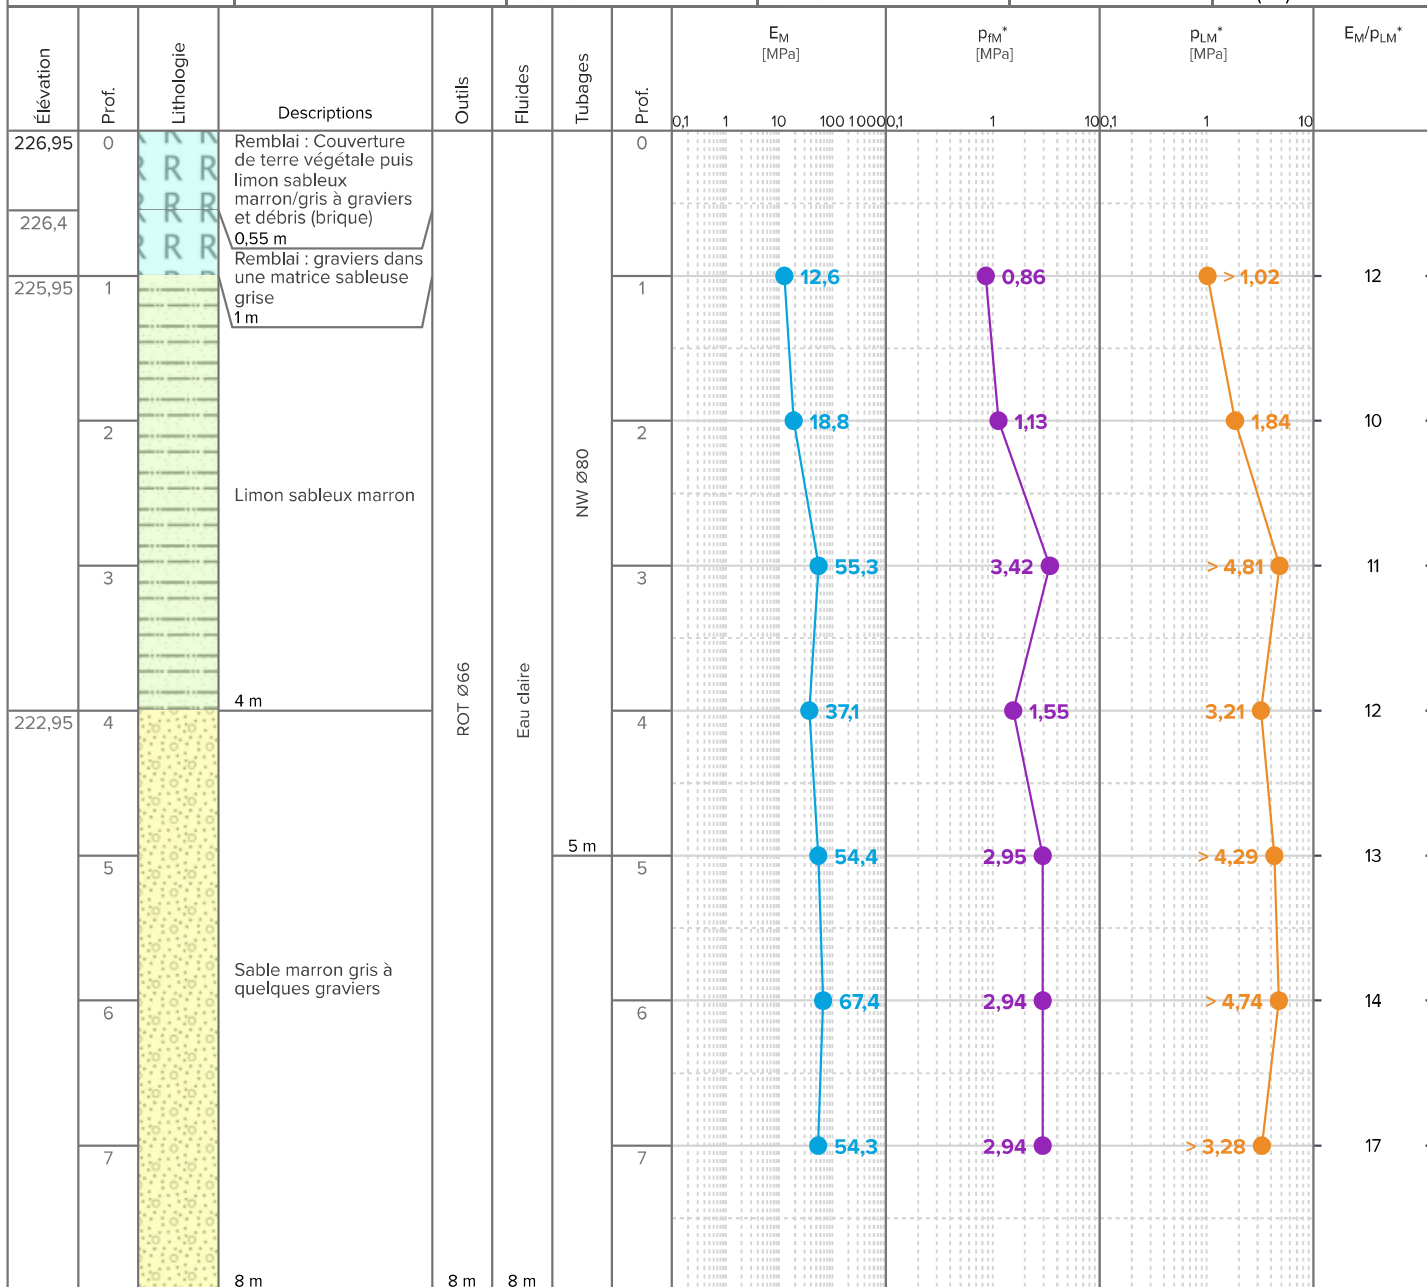 Élévation
Prof.
Lithologie
Descriptions
Outils
Fluides
Tubages
Prof.
E_M
[MPa]
p_fM*
[MPa]
p_LM*
[MPa]
E_M/p_LM*
0,1 1 10 100 1000
0,1 1 10
0,1 1 10
226,95 0
R R R
Remblai : Couverture
de terre végétale puis
limon sableux
marron/gris à graviers
et débris (brique)
0,55 m
226,4
Remblai : graviers dans
une matrice sableuse
grise
1 m
225,95 1
2
Limon sableux marron
3
4 m
222,95 4
5
Sable marron gris à
quelques graviers
6
7
8 m
ROT Ø66
8 m
Eau claire
8 m
NW Ø80
5 m
0
1
12,6 0,86 > 1,02 12
2
18,8 1,13 1,84 10
3
55,3 3,42 > 4,81 11
4
37,1 1,55 3,21 12
5
54,4 2,95 > 4,29 13
6
67,4 2,94 > 4,74 14
7
54,3 2,94 > 3,28 17